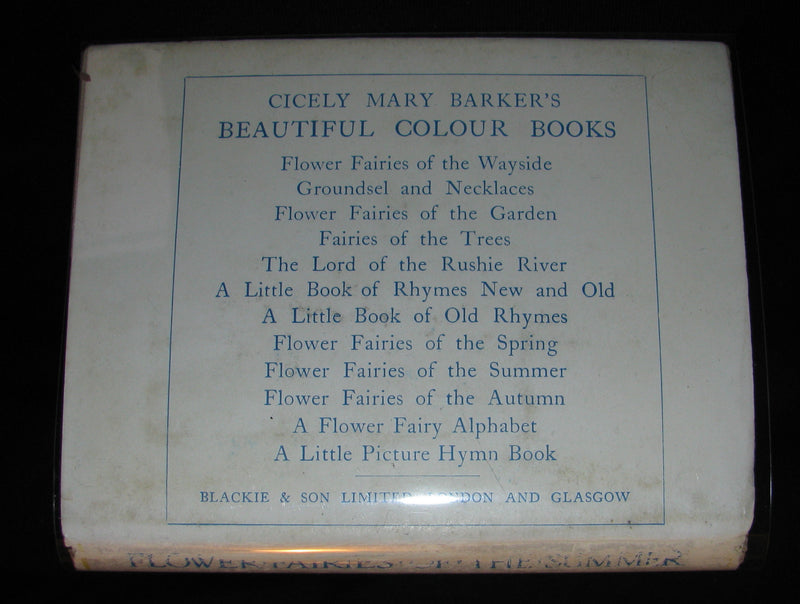 CICELY MARY BARKER'S
BEAUTIFUL COLOUR BOOKS
Flower Fairies of the Wayside
Groundsel and Necklaces
Flower Fairies of the Garden
Fairies of the Trees
The Lord of the Rushie River
A Little Book of Rhymes New and Old
A Little Book of Old Rhymes
Flower Fairies of the Spring
Flower Fairies of the Summer
Flower Fairies of the Autumn
A Flower Fairy Alphabet
A Little Picture Hymn Book
BLACKIE & SON LIMITED, LONDON AND GLASGOW
FLOWER FAIRIES OF THE SUMMER